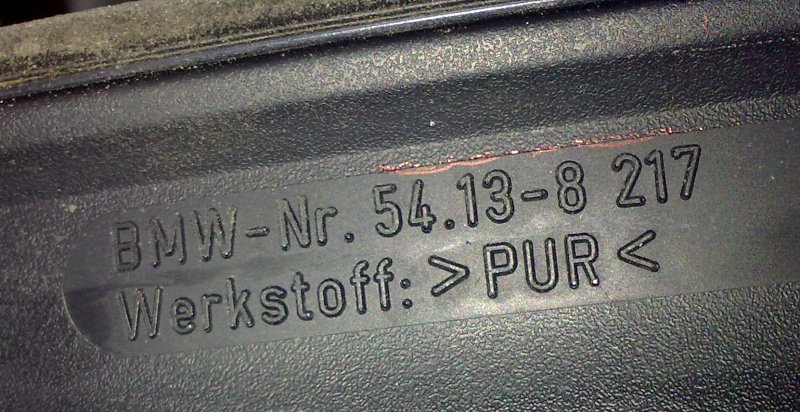 BMW-Nr. 54.13-8 217
Werkstoff: >PUR<